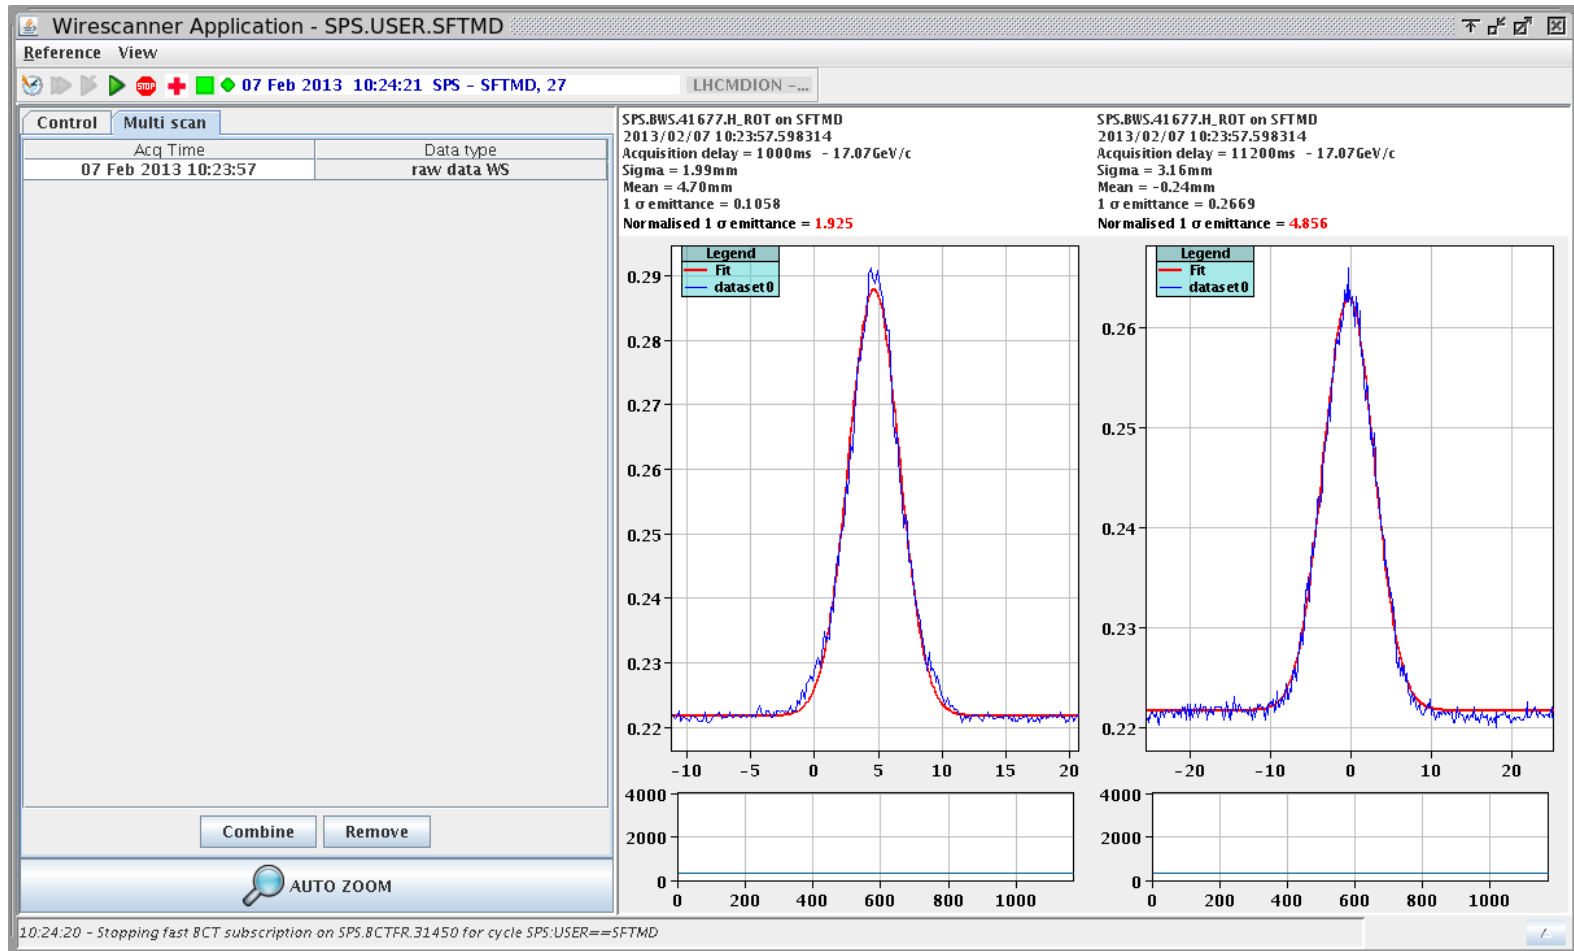 Wirescanner Application - SPS.USER.SFTMD
Reference View
STOP
07 Feb 2013 10:24:21 SPS - SFTMD, 27
LHCMDION -...
Control Multi scan
Acq Time Data type
07 Feb 2013 10:23:57 raw data WS
Combine Remove
AUTO ZOOM
SPS.BWS.41677.H_ROT on SFTMD
2013/02/07 10:23:57.598314
Acquisition delay = 1000ms - 17.07GeV/c
Sigma = 1.99mm
Mean = 4.70mm
1 σ emittance = 0.1058
Normalised 1 σ emittance = 1.925
Legend
Fit
dataset0
0.29
0.28
0.27
0.26
0.25
0.24
0.23
0.22
-10 -5 0 5 10 15 20
4000
2000
0
0 200 400 600 800 1000
SPS.BWS.41677.H_ROT on SFTMD
2013/02/07 10:23:57.598314
Acquisition delay = 11200ms - 17.07GeV/c
Sigma = 3.16mm
Mean = -0.24mm
1 σ emittance = 0.2669
Normalised 1 σ emittance = 4.856
Legend
Fit
dataset0
0.26
0.25
0.24
0.23
0.22
-20 -10 0 10 20
4000
2000
0
0 200 400 600 800 1000
10:24:20 - Stopping fast BCT subscription on SPS.BCTFR.31450 for cycle SPS:USER==SFTMD